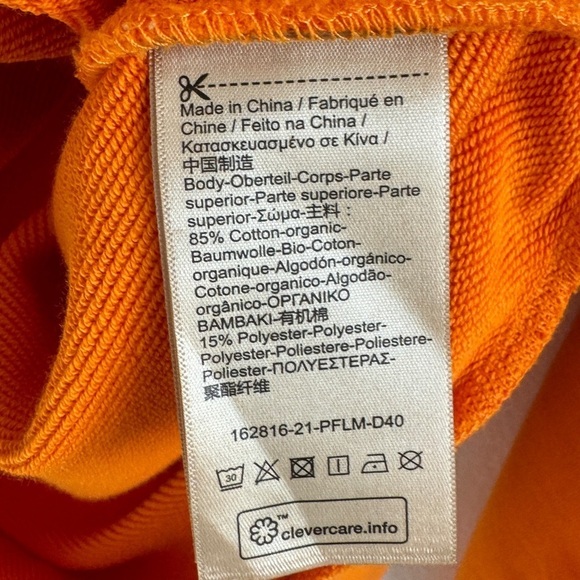 Made in China / Fabriqué en
Chine / Feito na China /
Κατασκευασμένο σε Κίνα /
中国制造
Body-Oberteil-Corps-Parte
superior-Parte superiore-Parte
superior-Σώμα-主料：
85% Cotton-organic-
Baumwolle-Bio-Coton-
organique-Algodón-orgánico-
Cotone-organico-Algodão-
orgânico-ΟΡΓΑΝΙΚΟ
ΒΑΜΒΑΚΙ-有机棉
15% Polyester-Polyester-
Polyester-Poliestere-Poliestere-
Poliester-ΠΟΛΥΕΣΤΕΡΑΣ-
聚酯纤维
162816-21-PFLM-D40
30
™ clevercare.info